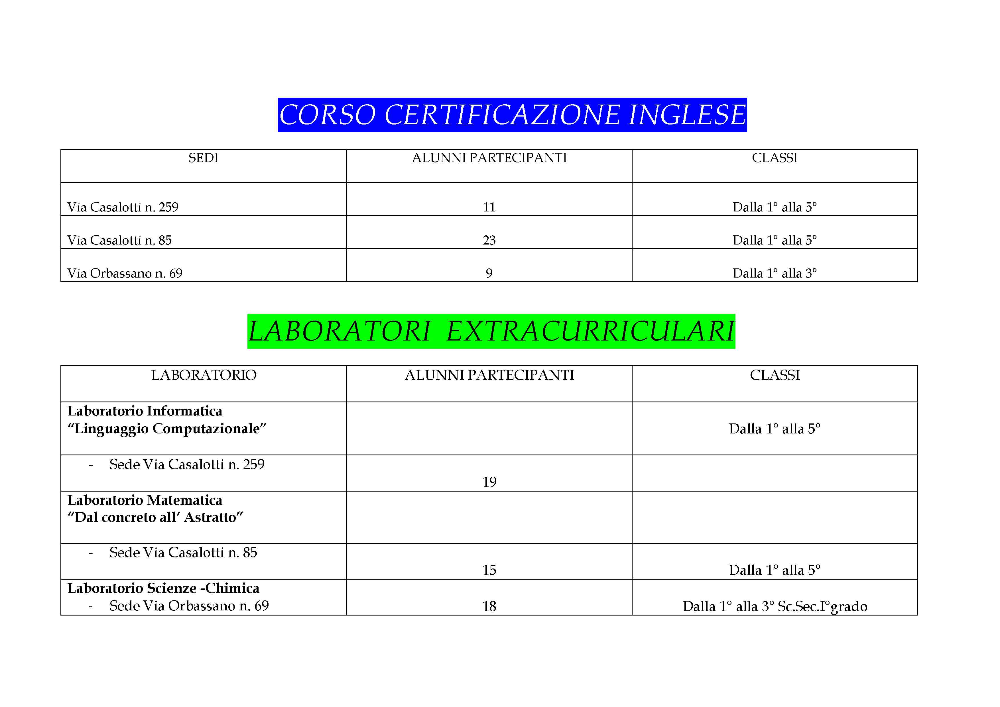 CORSO CERTIFICAZIONE INGLESE
SEDI ALUNNI PARTECIPANTI CLASSI
Via Casalotti n. 259 11 Dalla 1° alla 5°
Via Casalotti n. 85 23 Dalla 1° alla 5°
Via Orbassano n. 69 9 Dalla 1° alla 3°
LABORATORI EXTRACURRICULARI
LABORATORIO ALUNNI PARTECIPANTI CLASSI
Laboratorio Informatica
“Linguaggio Computazionale” Dalla 1° alla 5°
- Sede Via Casalotti n. 259
19
Laboratorio Matematica
“Dal concreto all’ Astratto”
- Sede Via Casalotti n. 85
15 Dalla 1° alla 5°
Laboratorio Scienze -Chimica
- Sede Via Orbassano n. 69 18 Dalla 1° alla 3° Sc.Sec.I°grado